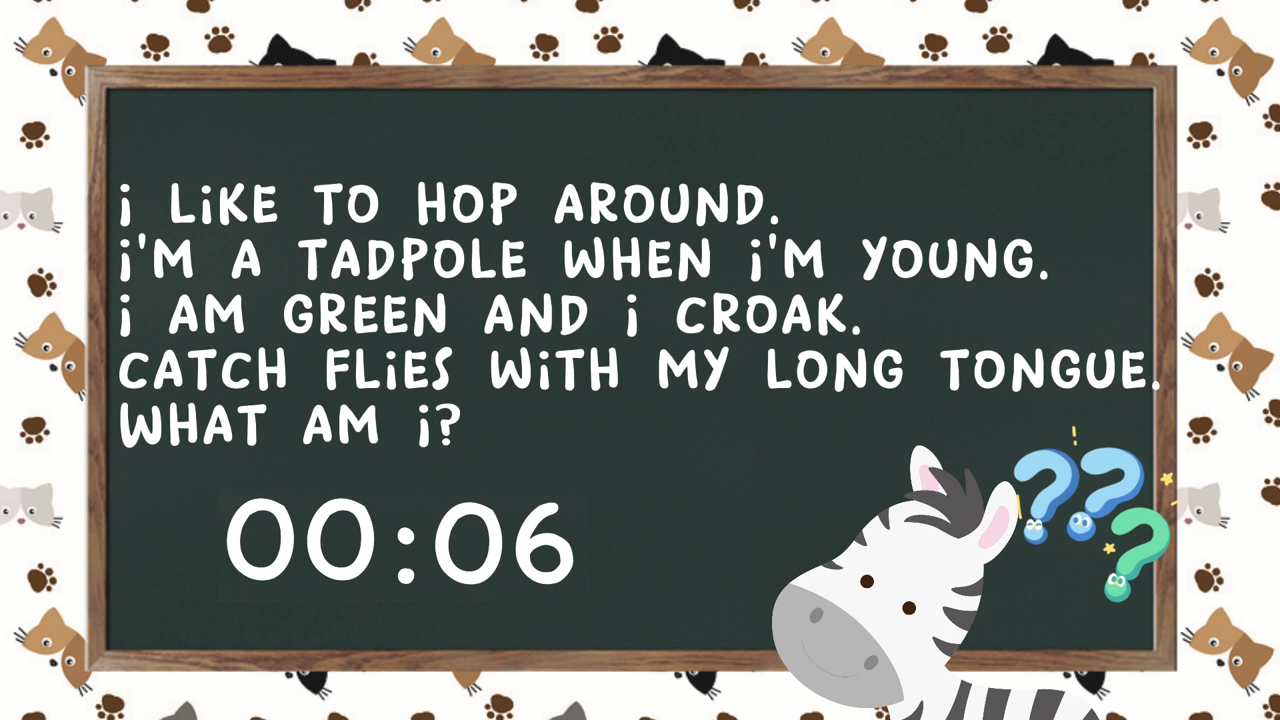 i LiKE TO HOP AROUND.
i'M A TADPOLE WHEN i'M YOUNG.
i AM GREEN AND i CROAK.
CATCH FLiES WiTH MY LONG TONGUE.
WHAT AM i?
00:06
???